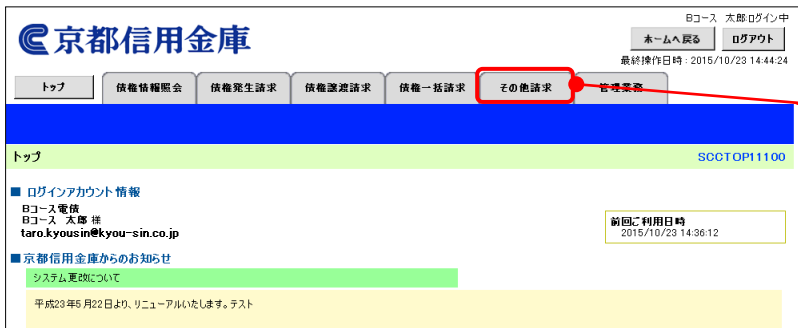 Bコース 太郎:ログイン中
京都信用金庫
ホームへ戻る ログアウト
最終操作日時:2015/10/23 14:44:24
トップ 債権情報照会 債権発生請求 債権譲渡請求 債権一括請求 その他請求 管理業務
トップ SCCTOP11100
■ ログインアカウント情報
Bコース電債
Bコース 太郎 様
taro.kyousin@kyou-sin.co.jp
前回ご利用日時
2015/10/23 14:36:12
■京都信用金庫からのお知らせ
システム更改について
平成23年5月22日より、リニューアルいたします。テスト